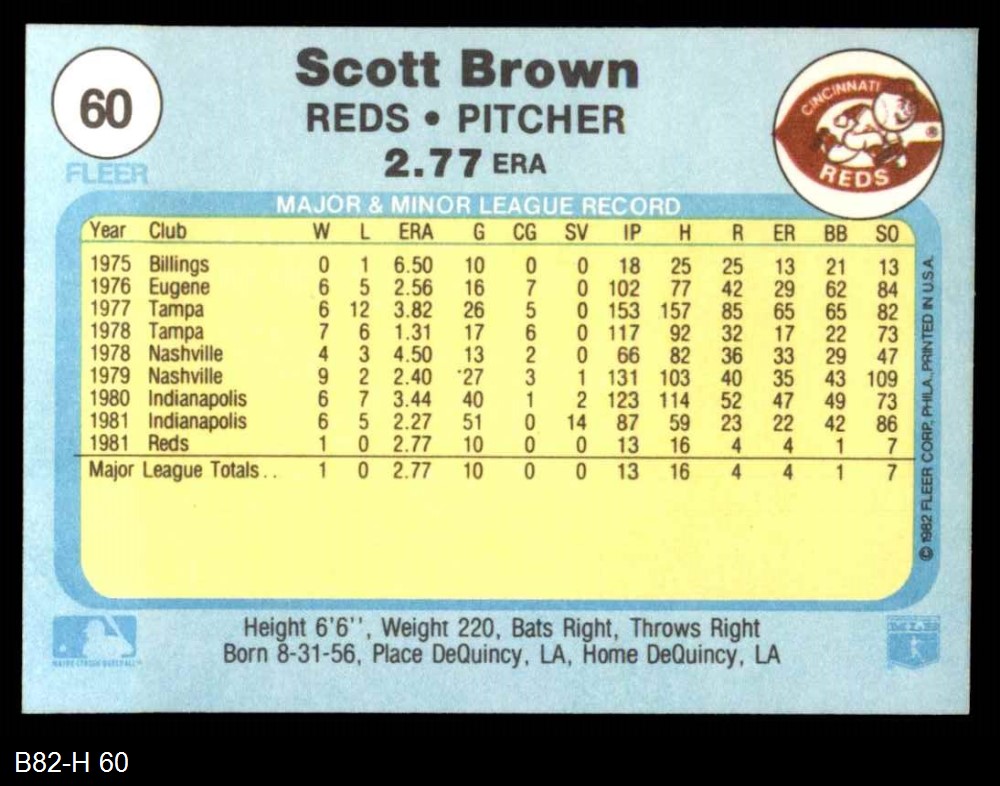 60
FLEER
Scott Brown
REDS • PITCHER
2.77 ERA
CINCINNATI
REDS
®
MAJOR & MINOR LEAGUE RECORD
Year Club W L ERA G CG SV IP H R ER BB SO
1975 Billings 0 1 6.50 10 0 0 18 25 25 13 21 13
1976 Eugene 6 5 2.56 16 7 0 102 77 42 29 62 84
1977 Tampa 6 12 3.82 26 5 0 153 157 85 65 65 82
1978 Tampa 7 6 1.31 17 6 0 117 92 32 17 22 73
1978 Nashville 4 3 4.50 13 2 0 66 82 36 33 29 47
1979 Nashville 9 2 2.40 27 3 1 131 103 40 35 43 109
1980 Indianapolis 6 7 3.44 40 1 2 123 114 52 47 49 73
1981 Indianapolis 6 5 2.27 51 0 14 87 59 23 22 42 86
1981 Reds 1 0 2.77 10 0 0 13 16 4 4 1 7
Major League Totals.. 1 0 2.77 10 0 0 13 16 4 4 1 7
© 1982 FLEER CORP. PHILA., PRINTED IN U.S.A.
Height 6'6'', Weight 220, Bats Right, Throws Right
Born 8-31-56, Place DeQuincy, LA, Home DeQuincy, LA
MAJOR LEAGUE BASEBALL
B82-H 60